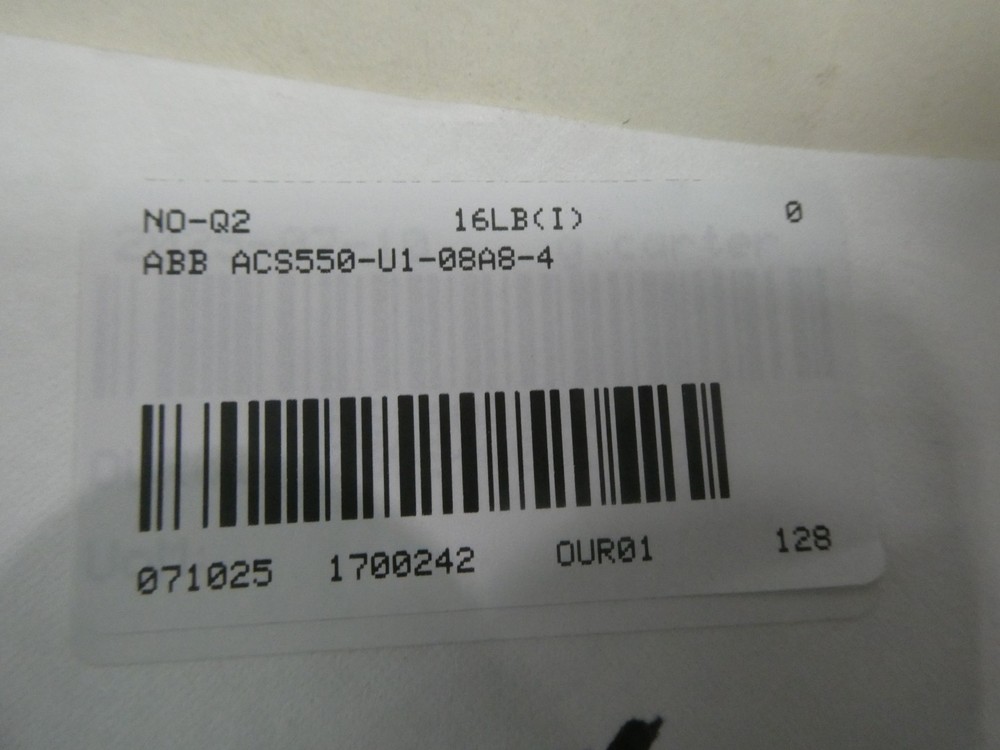 NO-Q2 16LB(I) 0
ABB ACS550-U1-08A8-4
071025 1700242 OUR01 128